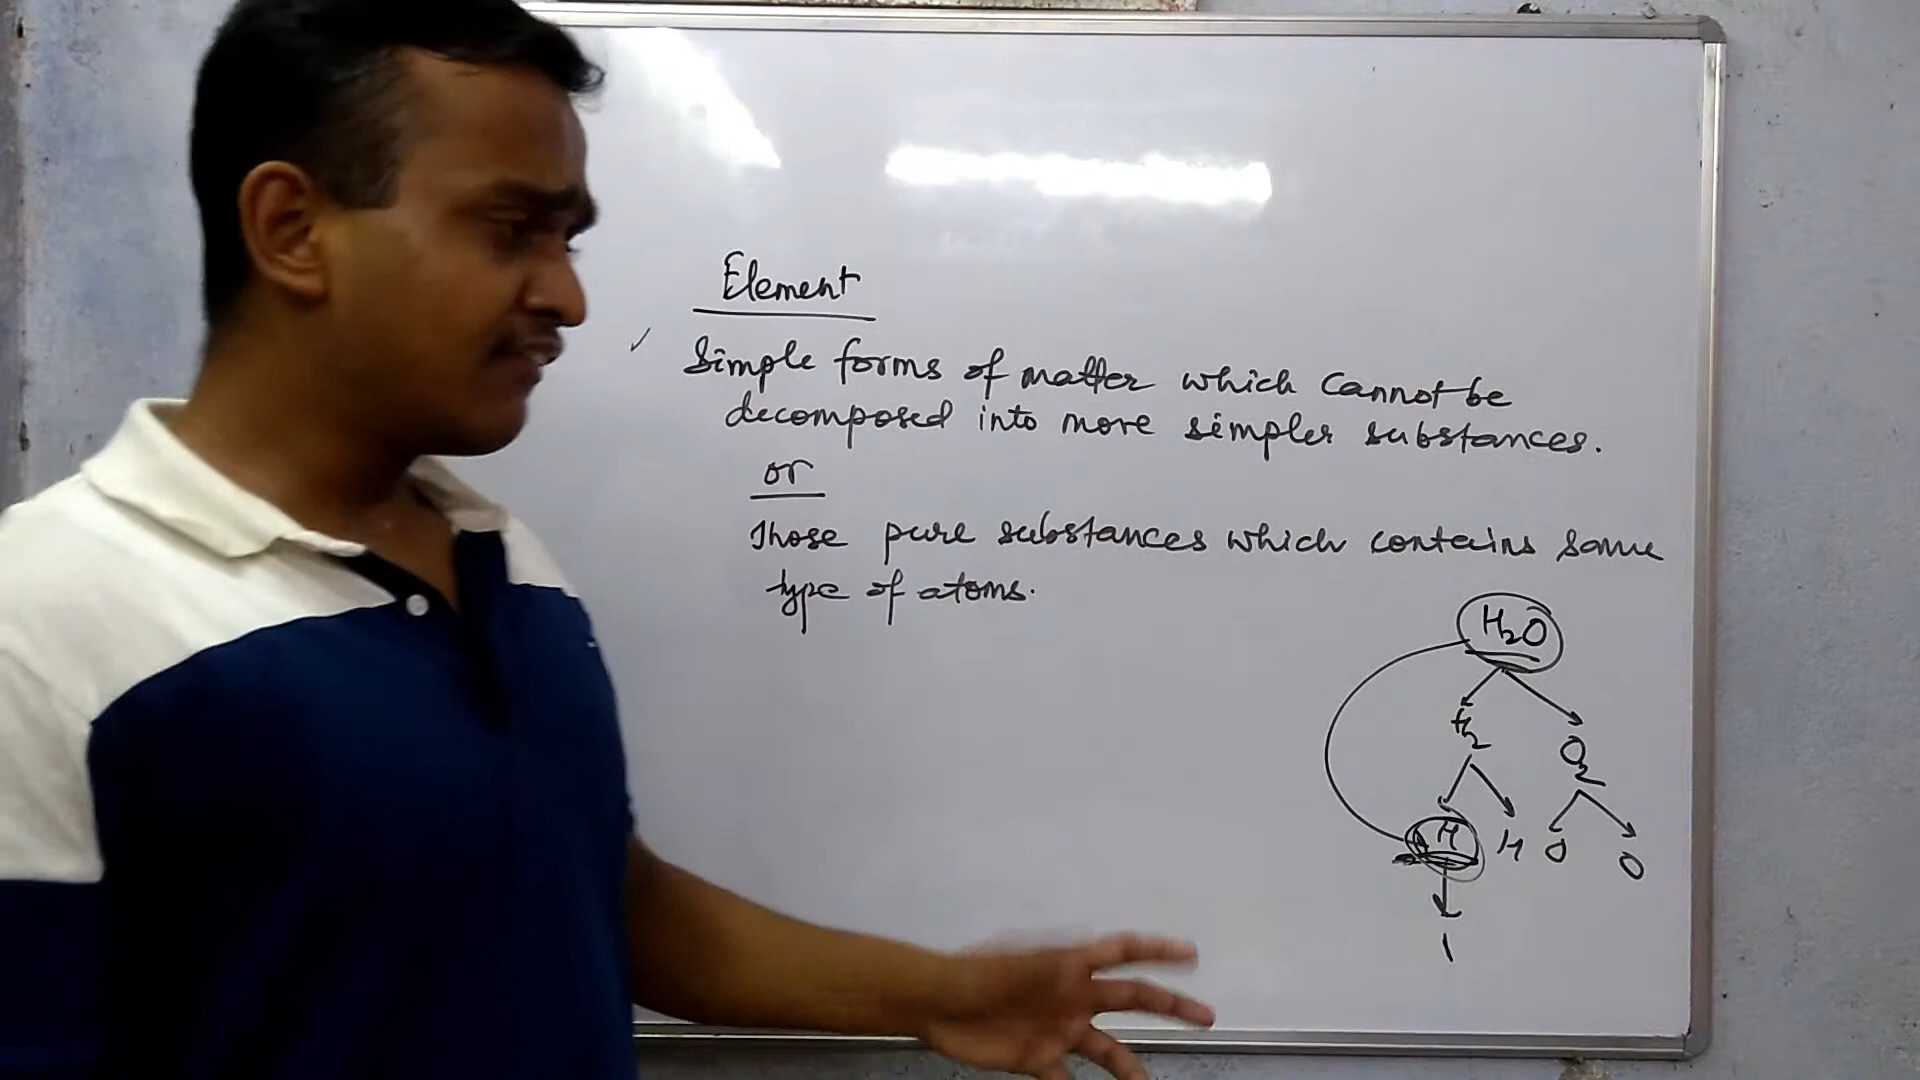 Element
Simple forms of matter which cannot be
decomposed into more simpler substances.
or
Those pure substances which contains same
type of atoms.
H2O
H2 O2
H H O O
1